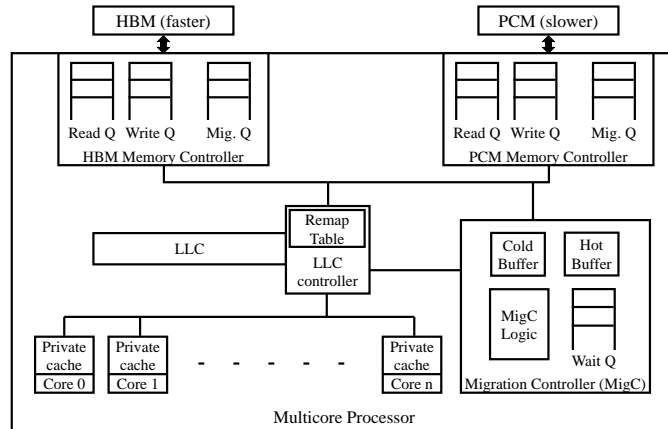 HBM (faster)
PCM (slower)
Read Q Write Q Mig. Q
HBM Memory Controller
Read Q Write Q Mig. Q
PCM Memory Controller
Remap
Table
LLC
LLC
controller
Cold
Buffer
Hot
Buffer
MigC
Logic
Wait Q
Migration Controller (MigC)
Private
cache
Core 0
Private
cache
Core 1
- - - - -
Private
cache
Core n
Multicore Processor